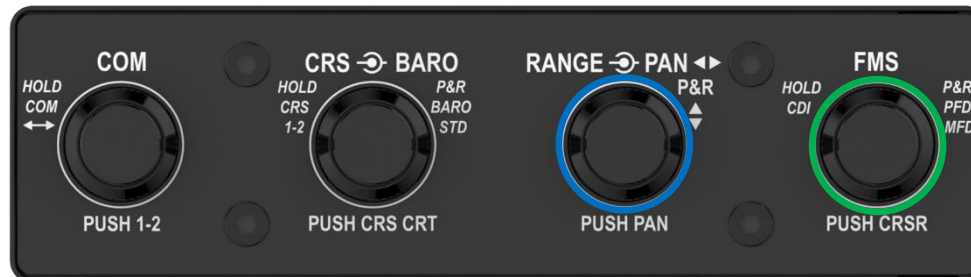 COM
HOLD
COM
PUSH 1-2
CRS BARO
HOLD
CRS
1-2
P&R
BARO
STD
PUSH CRS CRT
RANGE PAN
P&R
PUSH PAN
FMS
HOLD
CDI
P&R
PFD
MFD
PUSH CRSR